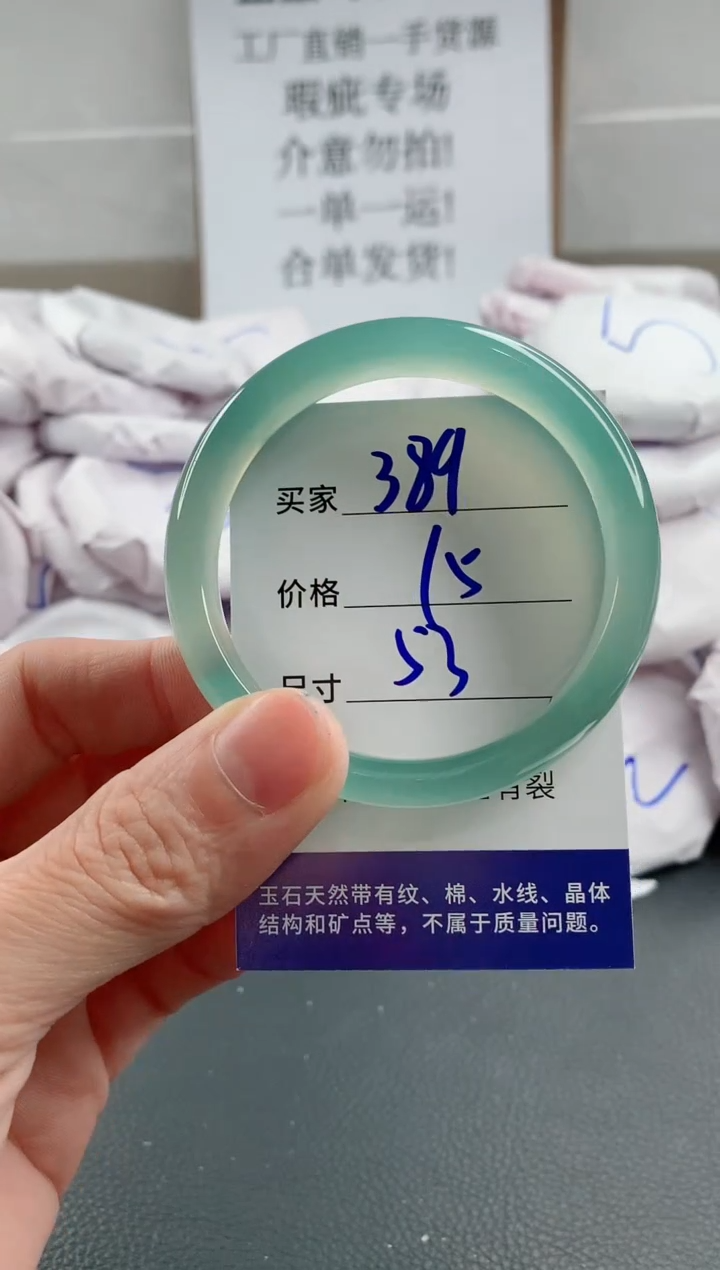 工厂直销一手货源
瑕疵专场
介意勿拍!
一单一运!
合单发货!
5
买家 389
价格 15
尺寸 53
有裂
玉石天然带有纹、棉、水线、晶体
结构和矿点等，不属于质量问题。